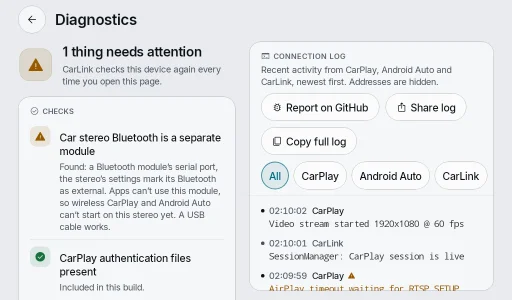 Diagnostics
1 thing needs attention
CarLink checks this device again every
time you open this page.
CHECKS
Car stereo Bluetooth is a separate
module
Found: a Bluetooth module's serial port,
the stereo's settings mark its Bluetooth
as external. Apps can't use this module,
so wireless CarPlay and Android Auto
can't start on this stereo yet. A USB
cable works.
CarPlay authentication files
present
Included in this build.
CONNECTION LOG
Recent activity from CarPlay, Android Auto and
CarLink, newest first. Addresses are hidden.
Report on GitHub
Share log
Copy full log
All
CarPlay
Android Auto
CarLink
02:10:02 CarPlay
Video stream started 1920x1080 @ 60 fps
02:10:01 CarLink
SessionManager: CarPlay session is live
02:09:59 CarPlay
AirPlay timeout waiting for RTSP SETUP